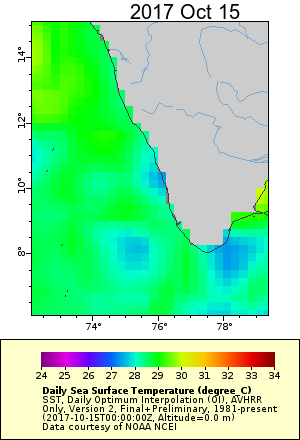 2017 Oct 15
14°
12°
10°
8°
74° 76° 78°
24 25 26 27 28 29 30 31 32 33 34
Daily Sea Surface Temperature (degree_C)
SST, Daily Optimum Interpolation (OI), AVHRR
Only, Version 2, Final+Preliminary, 1981-present
(2017-10-15T00:00:00Z, Altitude=0.0 m)
Data courtesy of NOAA NCEI